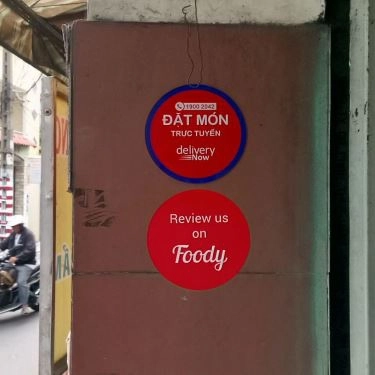 1900 2042
ĐẶT MÓN
TRỰC TUYẾN
delivery
Now
Review us
on
Foody